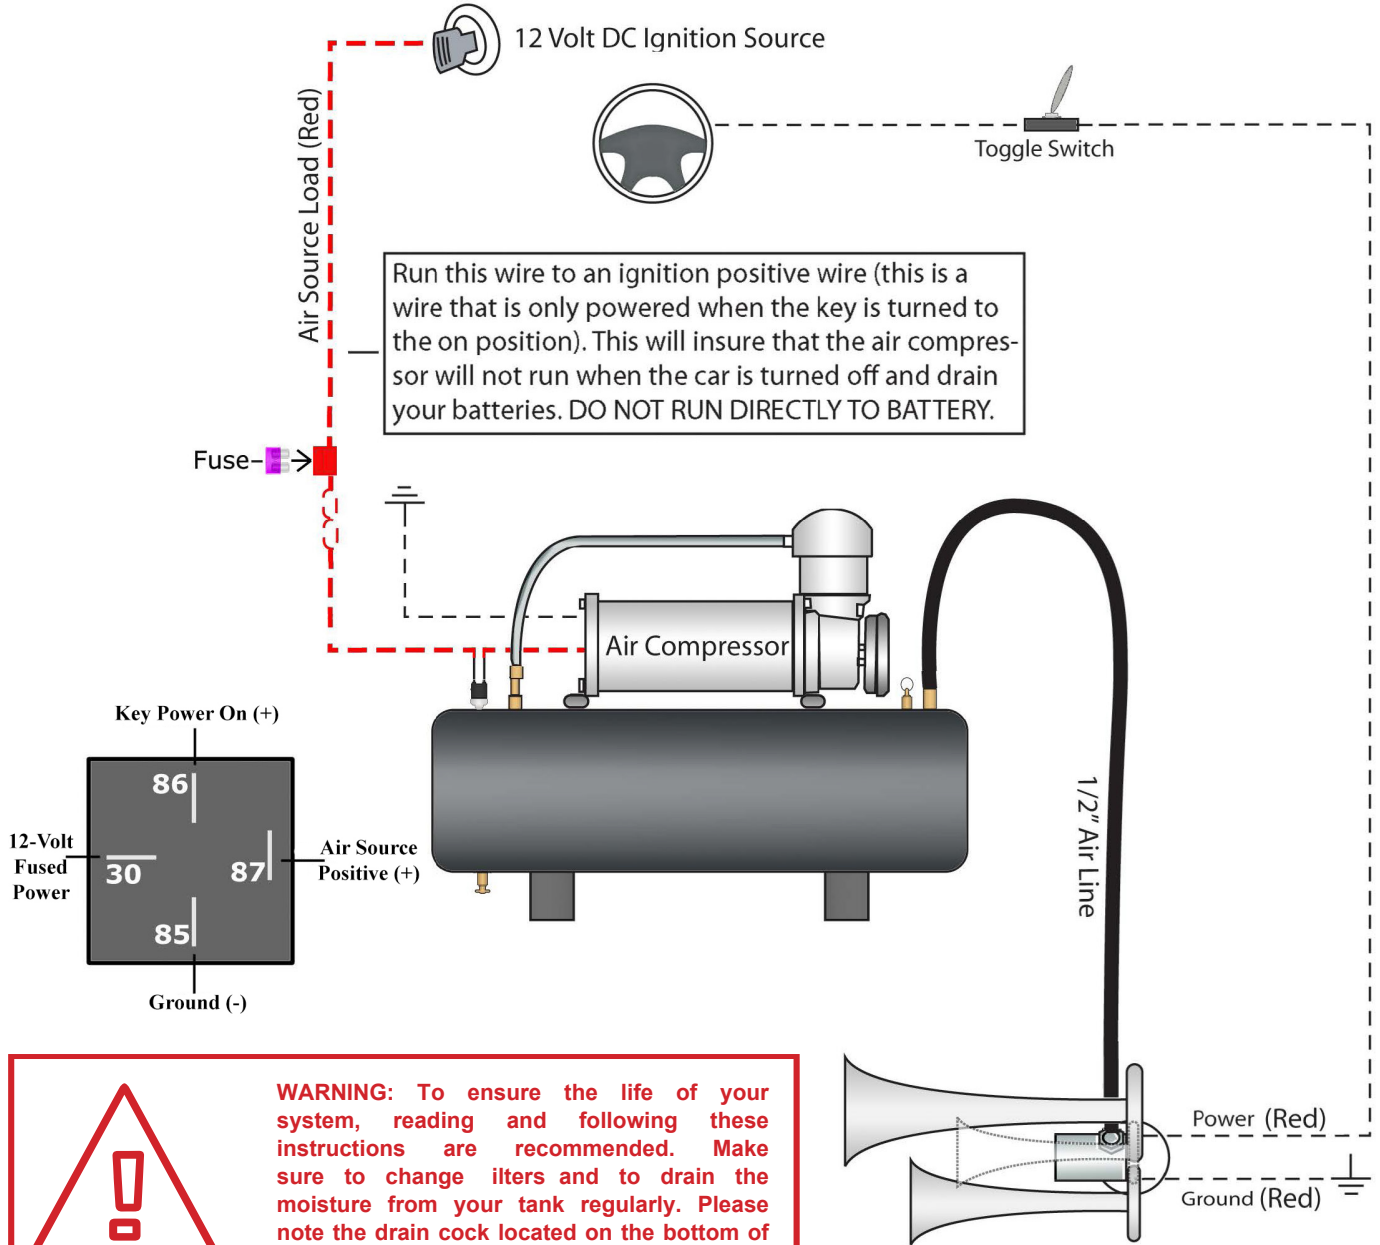 12 Volt DC Ignition Source
Toggle Switch
Air Source Load (Red)
Run this wire to an ignition positive wire (this is a
wire that is only powered when the key is turned to
the on position). This will insure that the air compres-
sor will not run when the car is turned off and drain
your batteries. DO NOT RUN DIRECTLY TO BATTERY.
Fuse
Air Compressor
Key Power On (+)
86
12-Volt
Fused
Power
30
87
Air Source
Positive (+)
85
Ground (-)
1/2" Air Line
Power (Red)
Ground (Red)
WARNING: To ensure the life of your
system, reading and following these
instructions are recommended. Make
sure to change ilters and to drain the
moisture from your tank regularly. Please
note the drain cock located on the bottom of